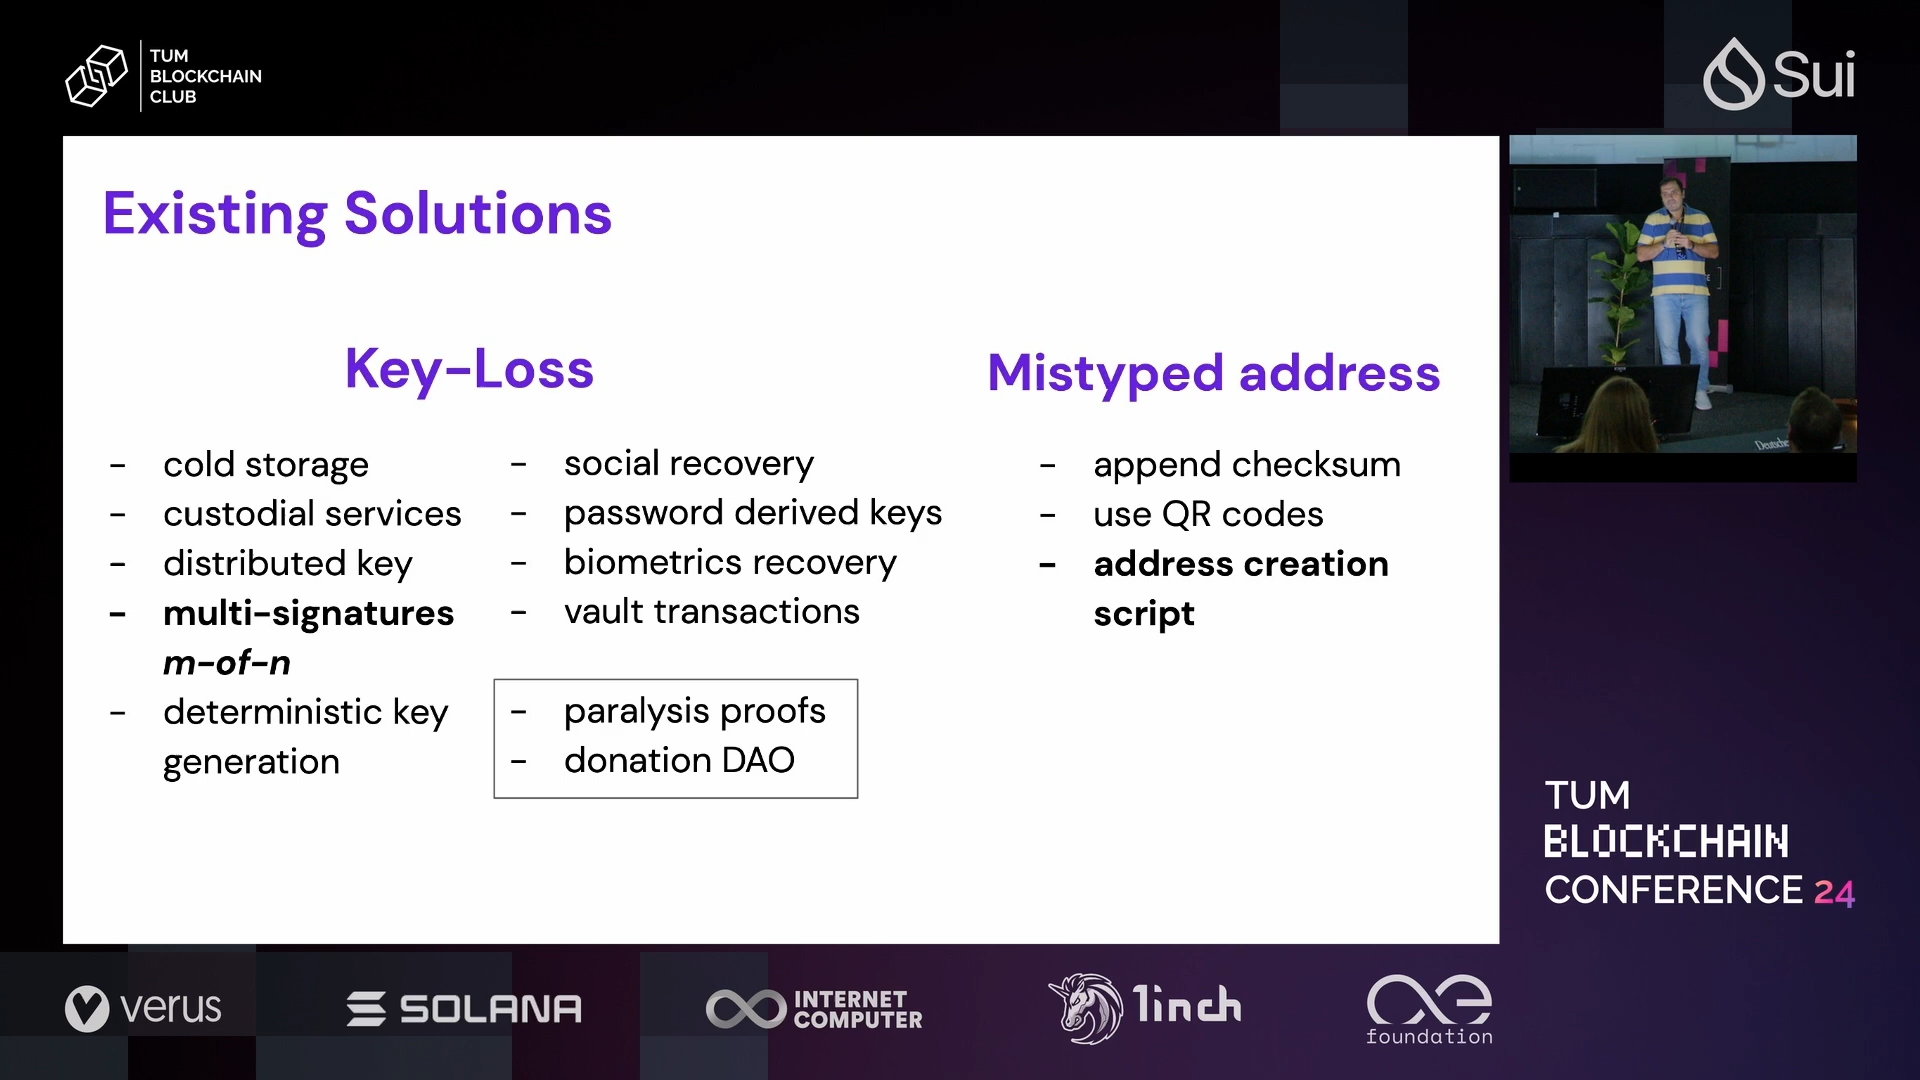 TUM
BLOCKCHAIN
CLUB
Sui
Existing Solutions
Key-Loss
- cold storage
- custodial services
- distributed key
- multi-signatures
m-of-n
- deterministic key
generation
- social recovery
- password derived keys
- biometrics recovery
- vault transactions
- paralysis proofs
- donation DAO
Mistyped address
- append checksum
- use QR codes
- address creation
script
Deutsche
TUM
BLOCKCHAIN
CONFERENCE 24
verus
SOLANA
INTERNET
COMPUTER
1inch
ae
foundation